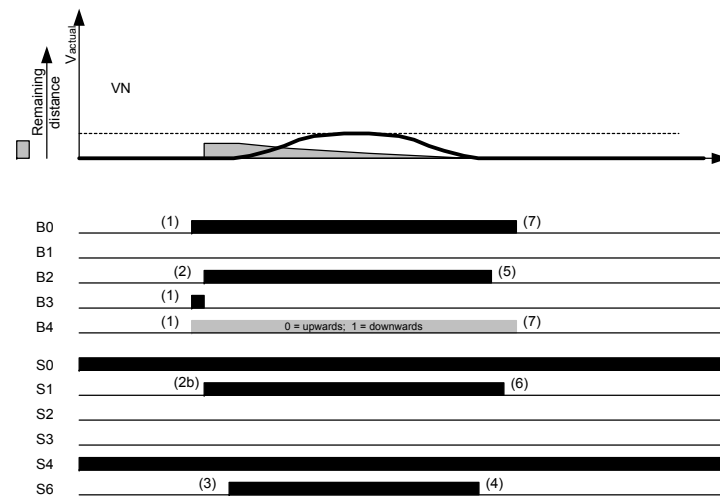 V actual
Remaining
distance
VN
B0 (1) (7)
B1
B2 (2) (5)
B3 (1)
B4 (1) 0 = upwards; 1 = downwards (7)
S0
S1 (2b) (6)
S2
S3
S4
S6 (3) (4)